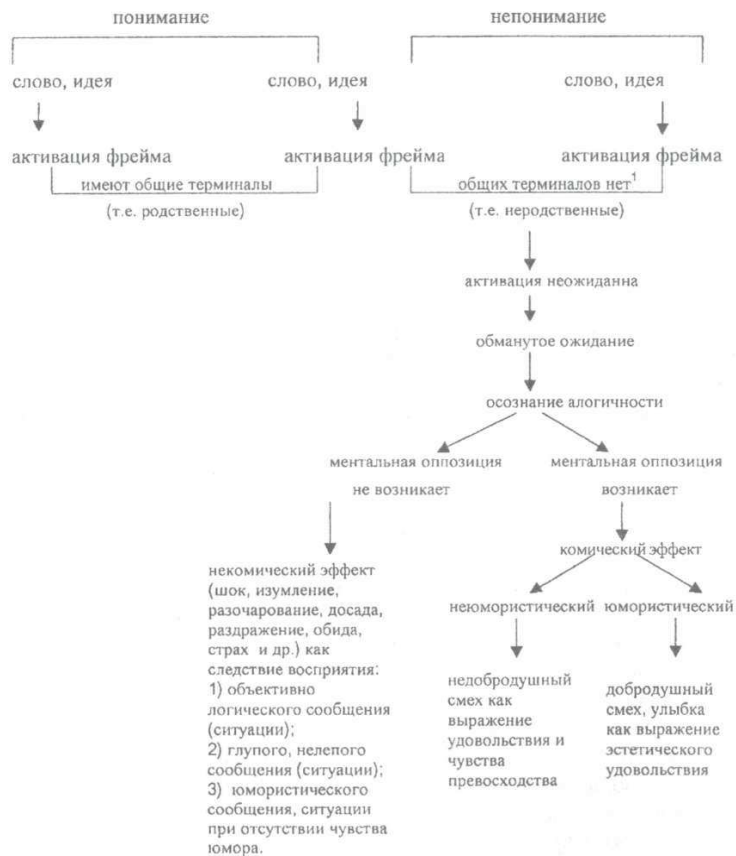 понимание
непонимание
слово, идея
слово, идея
слово, идея
активация фрейма
активация фрейма
активация фрейма
имеют общие терминалы
общих терминалов нет1
(т.е. родственные)
(т.е. неродственные)
активация неожиданна
обманутое ожидание
осознание алогичности
ментальная оппозиция
не возникает
ментальная оппозиция
возникает
некомический эффект
(шок, изумление,
разочарование, досада,
раздражение, обида,
страх и др.) как
следствие восприятия:
1) объективно
логического сообщения
(ситуации);
2) глупого, нелепого
сообщения (ситуации);
3) юмористического
сообщения, ситуации
при отсутствии чувства
юмора.
комический эффект
неюмористический
юмористический
недобродушный
смех как
выражение
удовольствия и
чувства
превосходства
добродушный
смех, улыбка
как выражение
эстетического
удовольствия